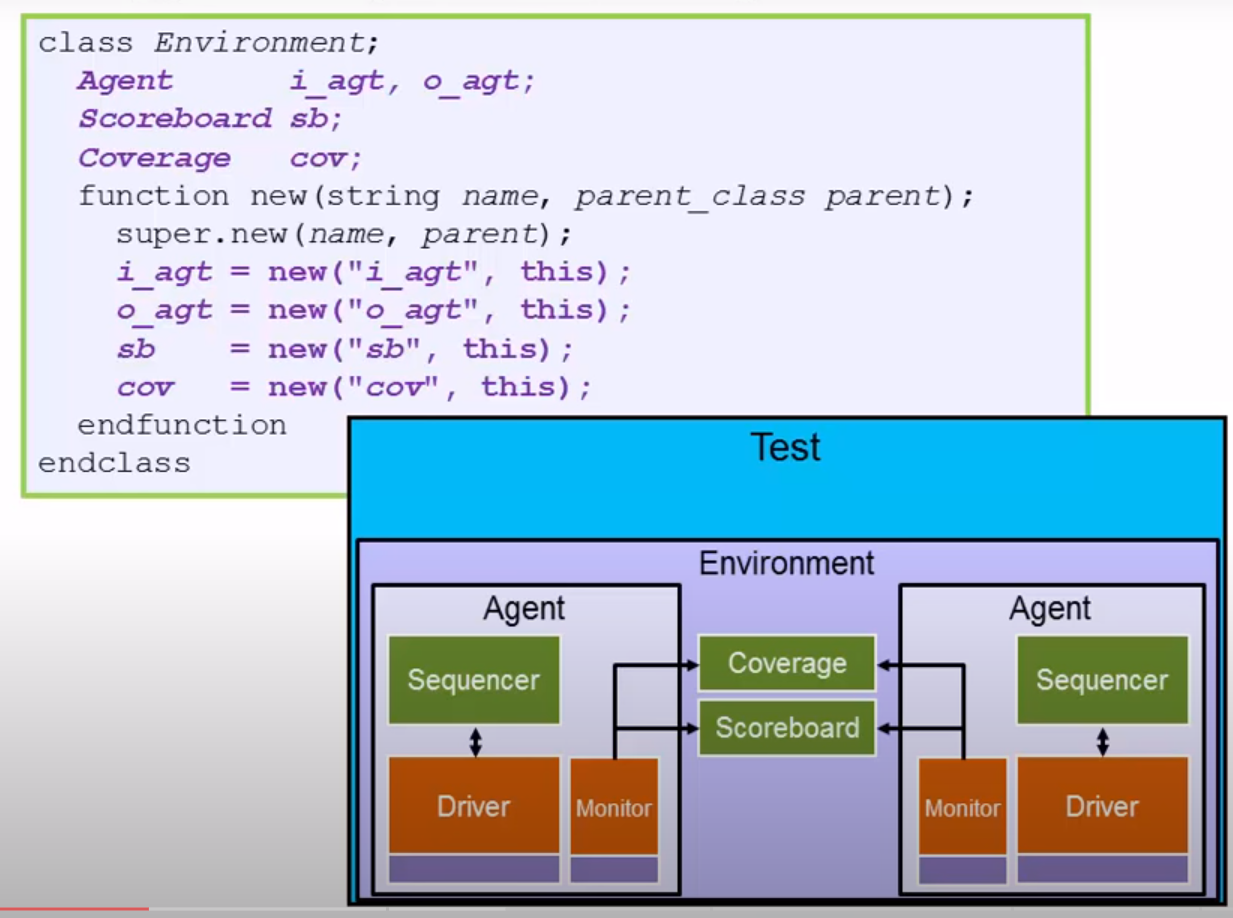 class Environment;
Agent i_agt, o_agt;
Scoreboard sb;
Coverage cov;
function new(string name, parent_class parent);
super.new(name, parent);
i_agt = new("i_agt", this);
o_agt = new("o_agt", this);
sb = new("sb", this);
cov = new("cov", this);
endfunction
endclass
Test
Environment
Agent
Sequencer
Driver
Monitor
Coverage
Scoreboard
Agent
Sequencer
Monitor
Driver